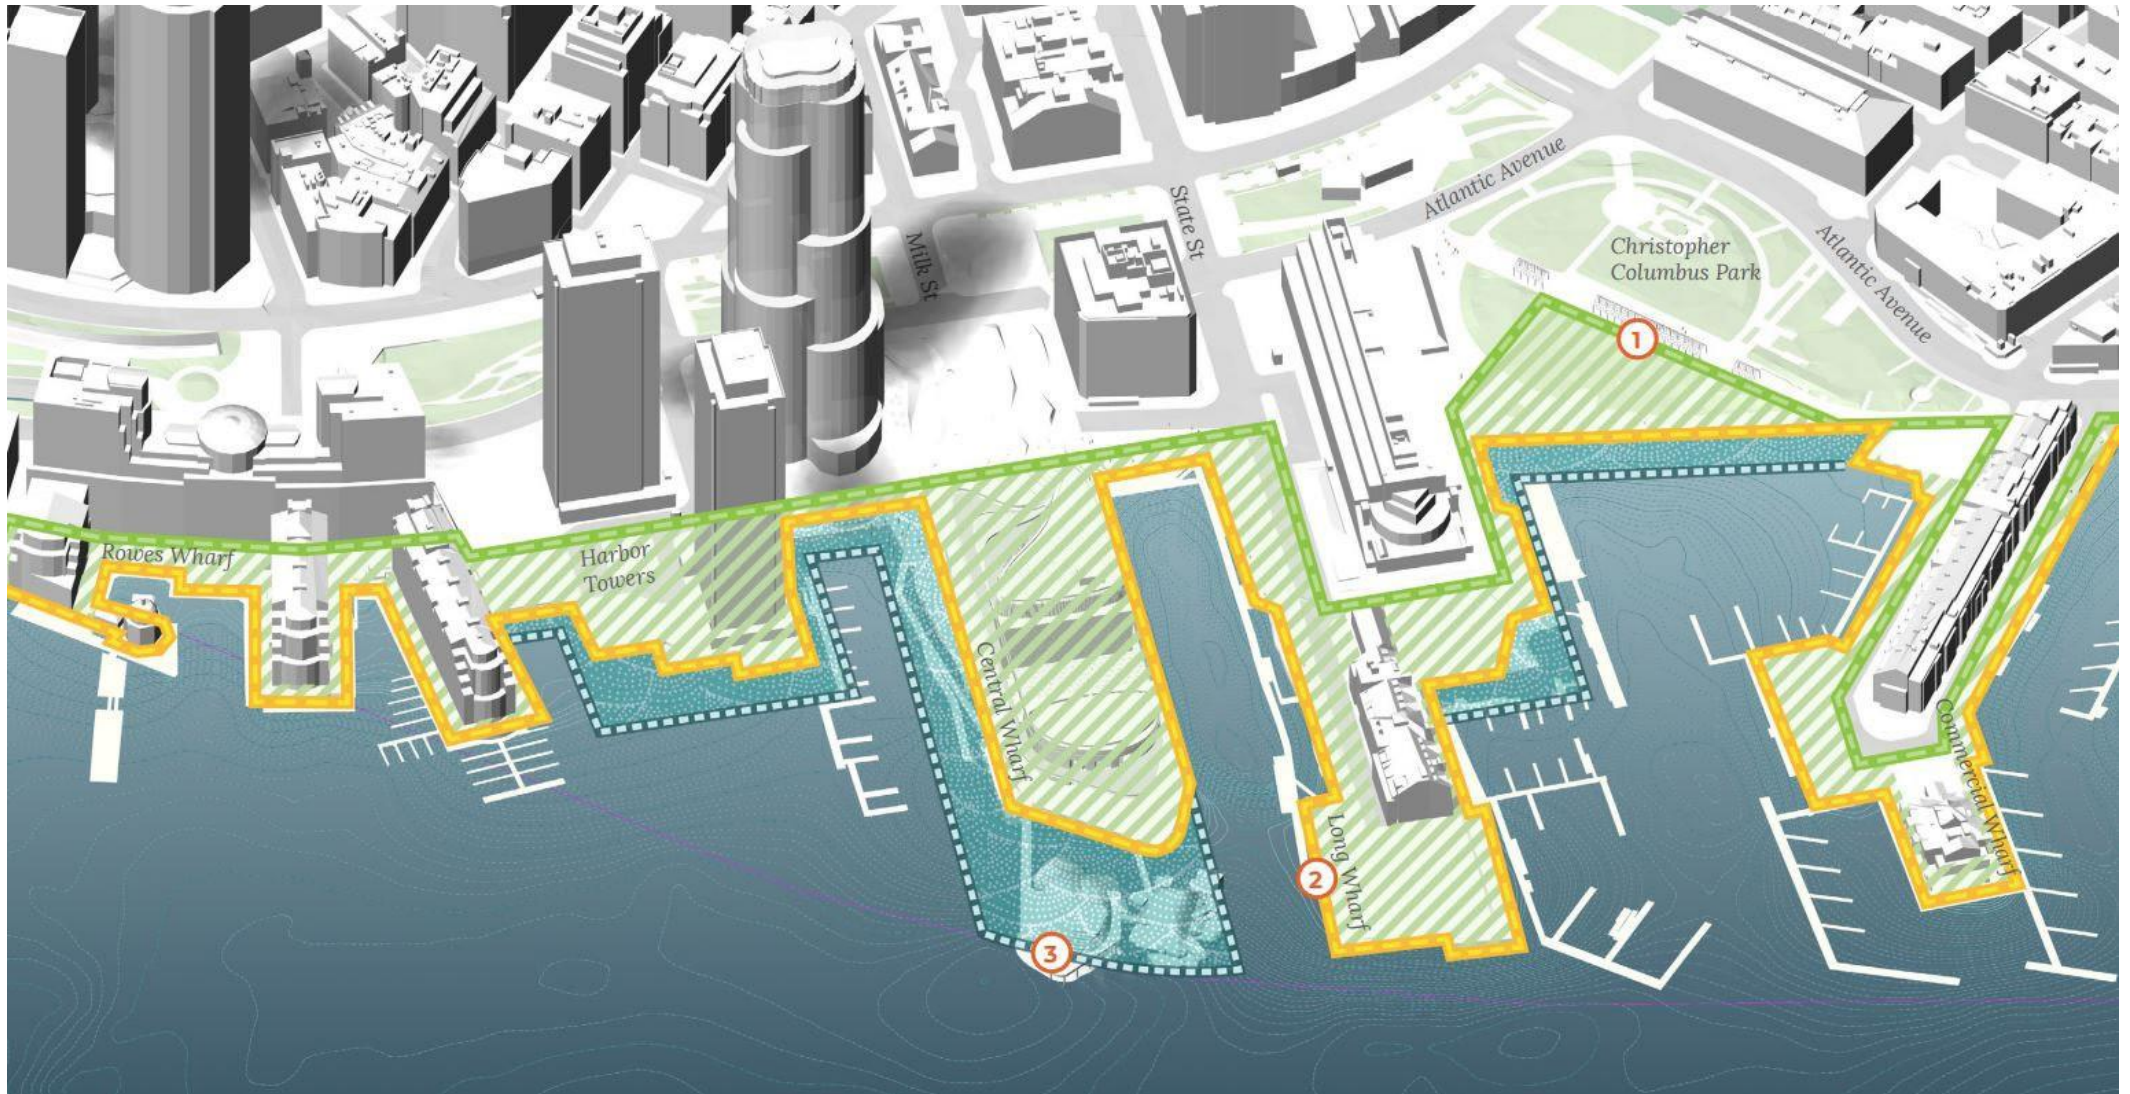 State St
Atlantic Avenue
Milk St
Christopher
Columbus Park
Atlantic Avenue
1
Rowes Wharf
Harbor
Towers
Central Wharf
Commercial Wharf
Long Wharf
2
3